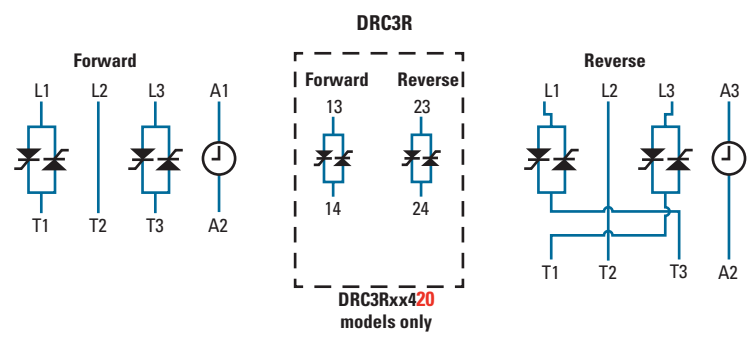 DRC3R
Forward
L1 L2 L3 A1
T1 T2 T3 A2
Forward Reverse
13 23
14 24
DRC3Rxx420
models only
Reverse
L1 L2 L3 A3
T1 T2 T3 A2